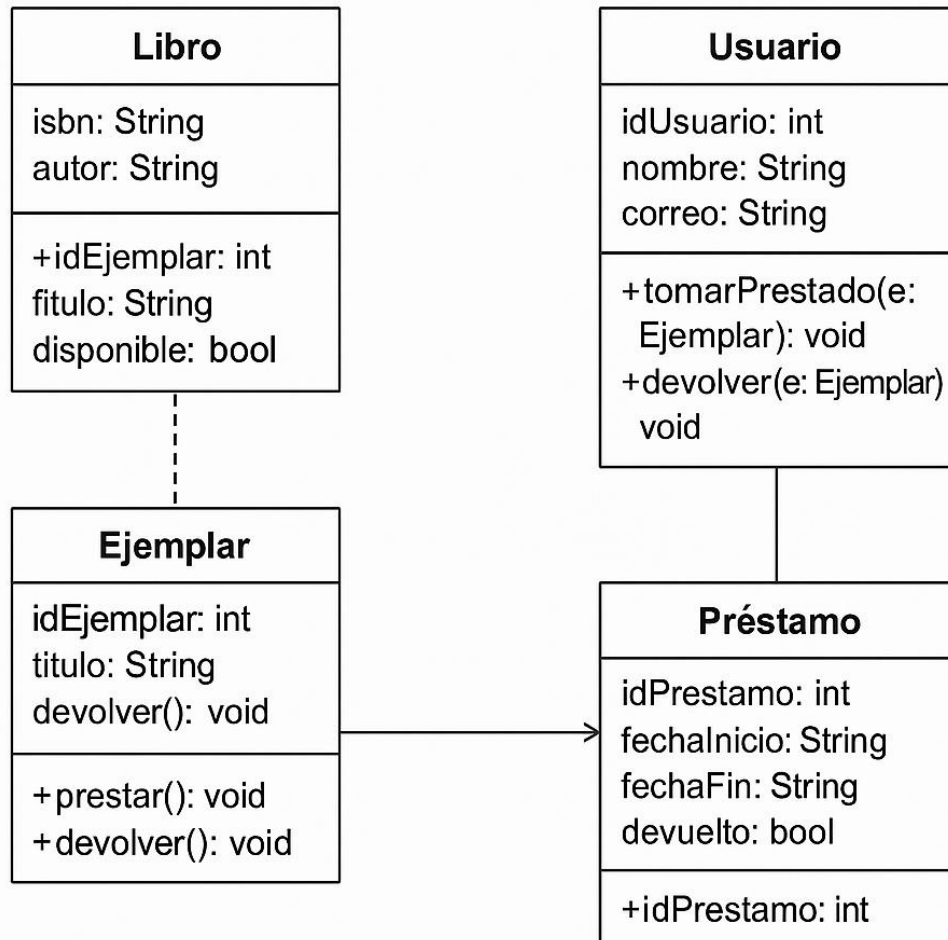 Libro
isbn: String
autor: String
+idEjemplar: int
fitulo: String
disponible: bool
Ejemplar
idEjemplar: int
titulo: String
devolver(): void
+prestar(): void
+devolver(): void
Usuario
idUsuario: int
nombre: String
correo: String
+tomarPrestado(e:
Ejemplar): void
+devolver(e: Ejemplar)
void
Préstamo
idPrestamo: int
fechaInicio: String
fechaFin: String
devuelto: bool
+idPrestamo: int